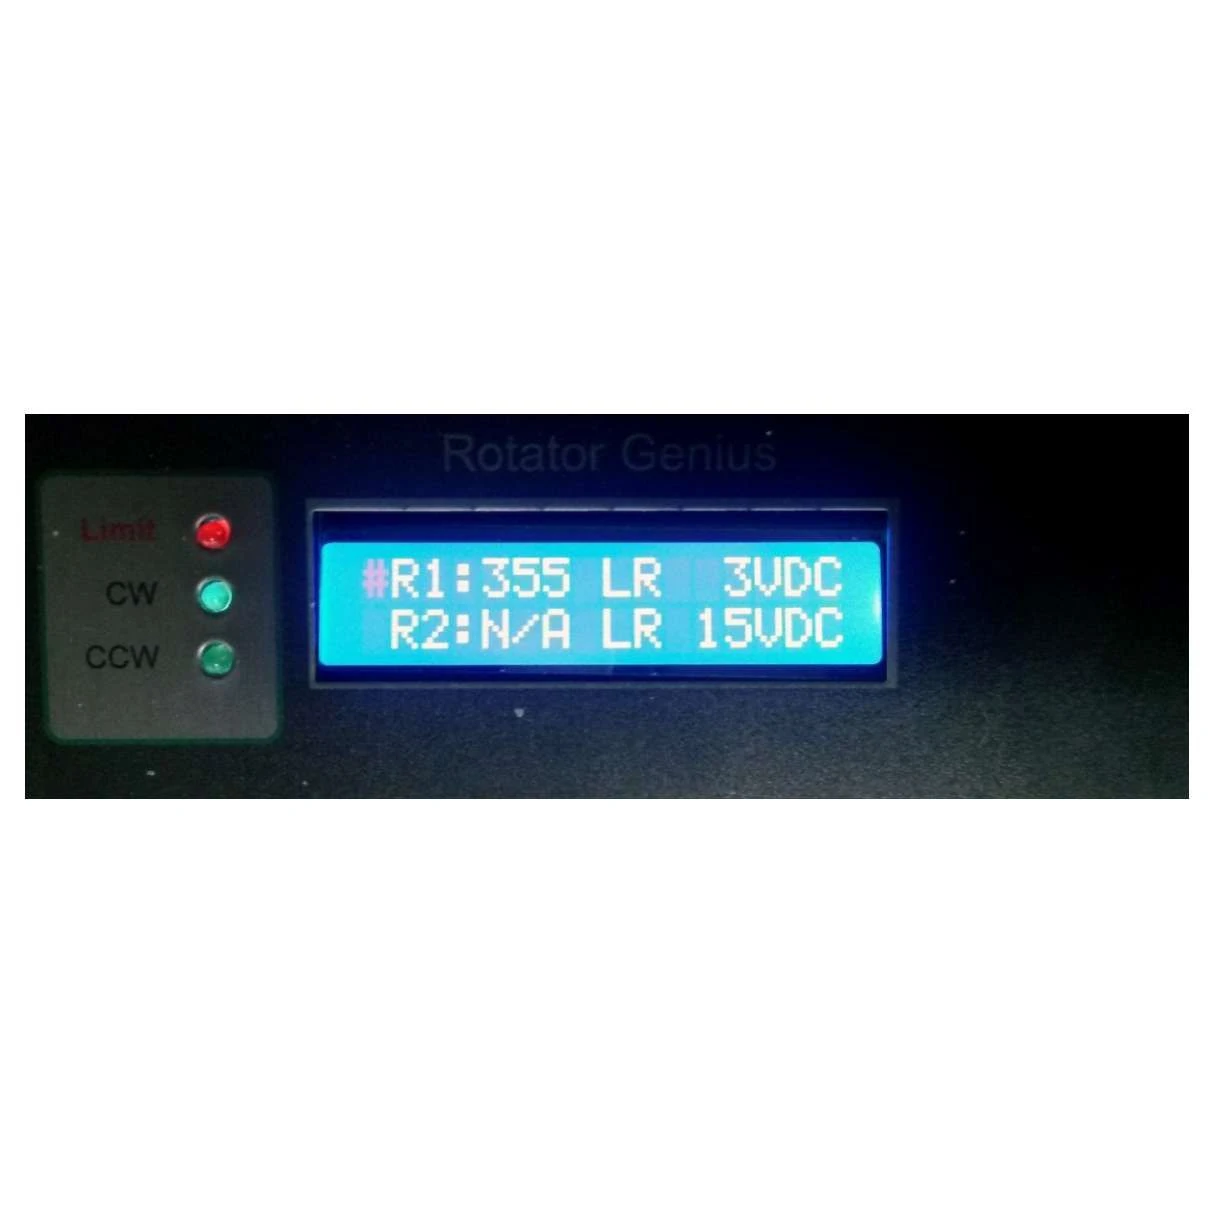 Rotator Genius
Limit
CW
CCW
#R1:355 LR  3VDC
R2:N/A LR 15VDC